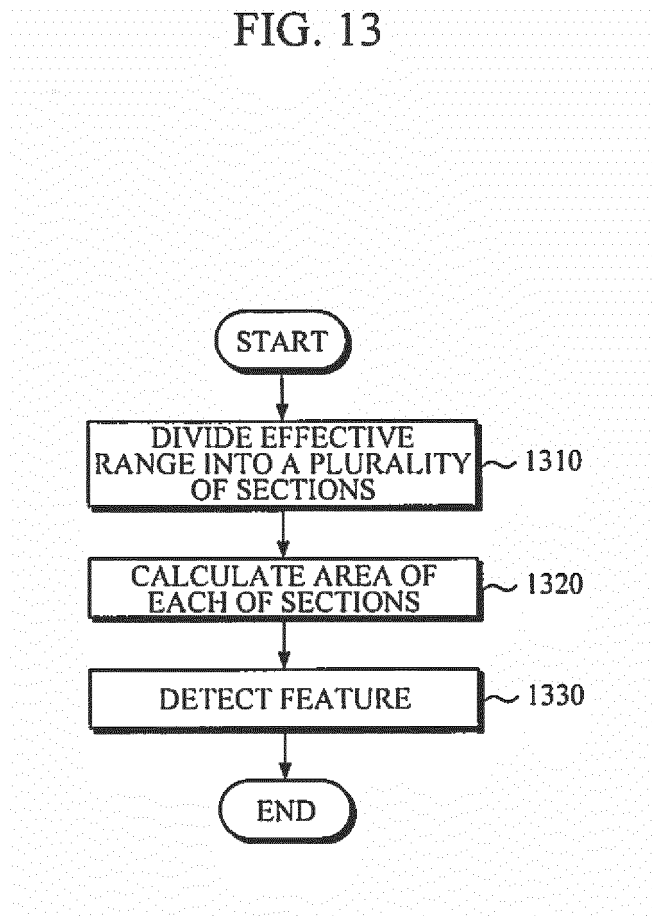 FIG. 13
START
DIVIDE EFFECTIVE
RANGE INTO A PLURALITY
OF SECTIONS
1310
CALCULATE AREA OF
EACH OF SECTIONS
1320
DETECT FEATURE
1330
END